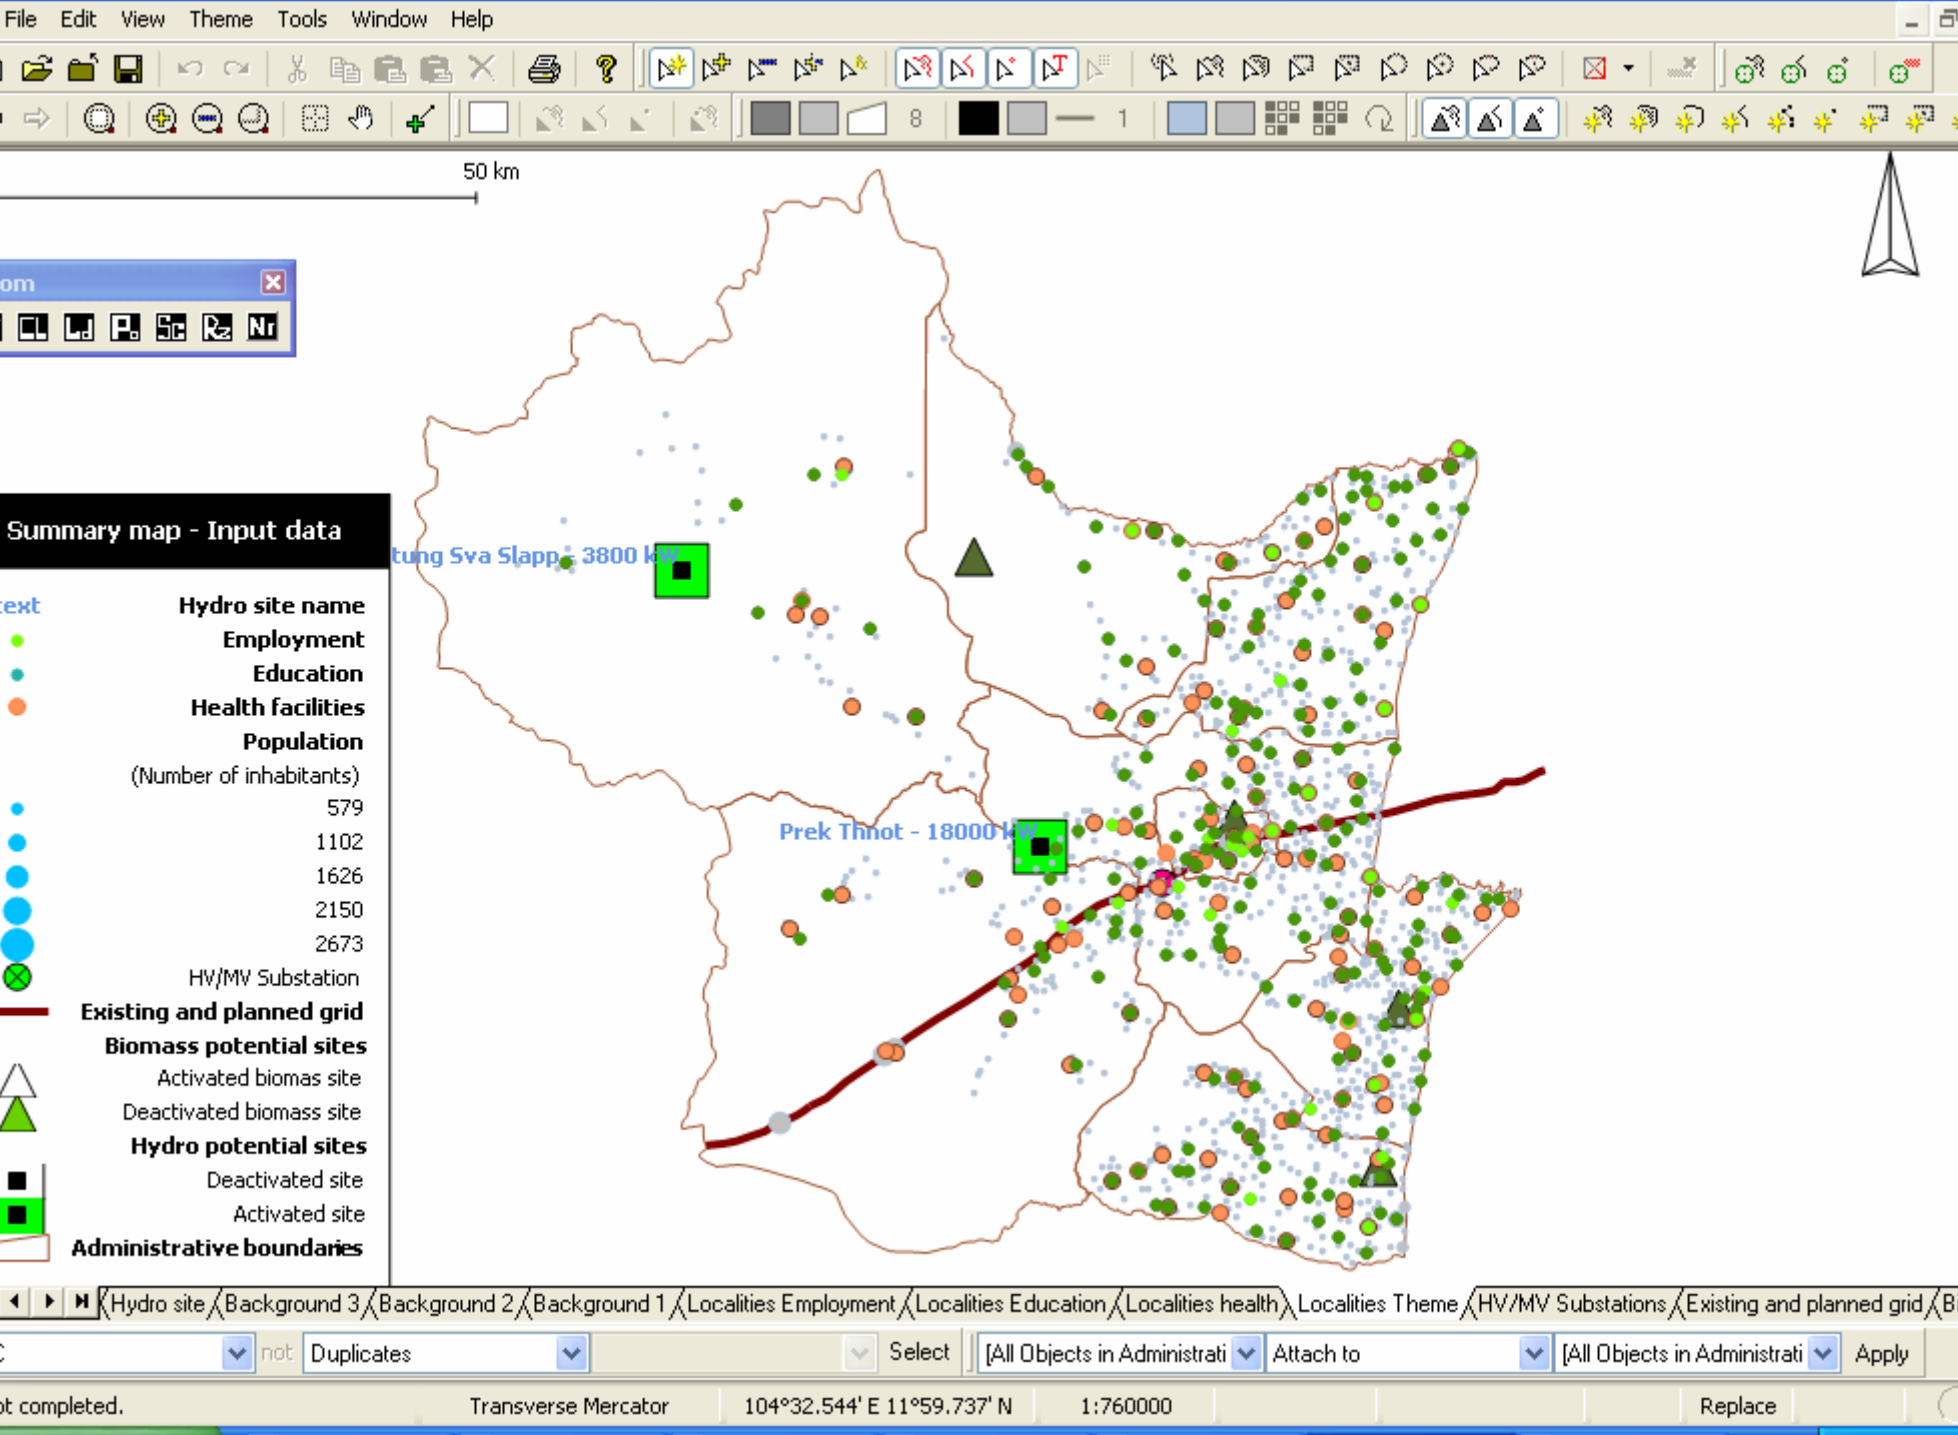 File Edit View Theme Tools Window Help
8 1
50 km
om
CL Ld P. Sc Rz Nr
Summary map - Input data
text Hydro site name
Employment
Education
Health facilities
Population
(Number of inhabitants)
579
1102
1626
2150
2673
HV/MV Substation
Existing and planned grid
Biomass potential sites
Activated biomas site
Deactivated biomass site
Hydro potential sites
Deactivated site
Activated site
Administrative boundaries
tung Sva Slapp - 3800 kW
Prek Thnot - 18000 kW
Hydro site Background 3 Background 2 Background 1 Localities Employment Localities Education Localities health Localities Theme HV/MV Substations Existing and planned grid Bi
not Duplicates Select [All Objects in Administrati Attach to [All Objects in Administrati Apply
ot completed. Transverse Mercator 104°32.544' E 11°59.737' N 1:760000 Replace